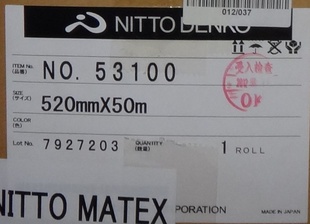 012/037
NITTO DENKO
ITEM No.
(品番)
NO. 53100
受入検査
OK
SIZE
(サイズ)
520mmX50m
COLOR
(色)
Lot No. 7927203
QUANTITY
(数量)
1 ROLL
NITTO MATEX
PORATION
MADE IN JAPAN